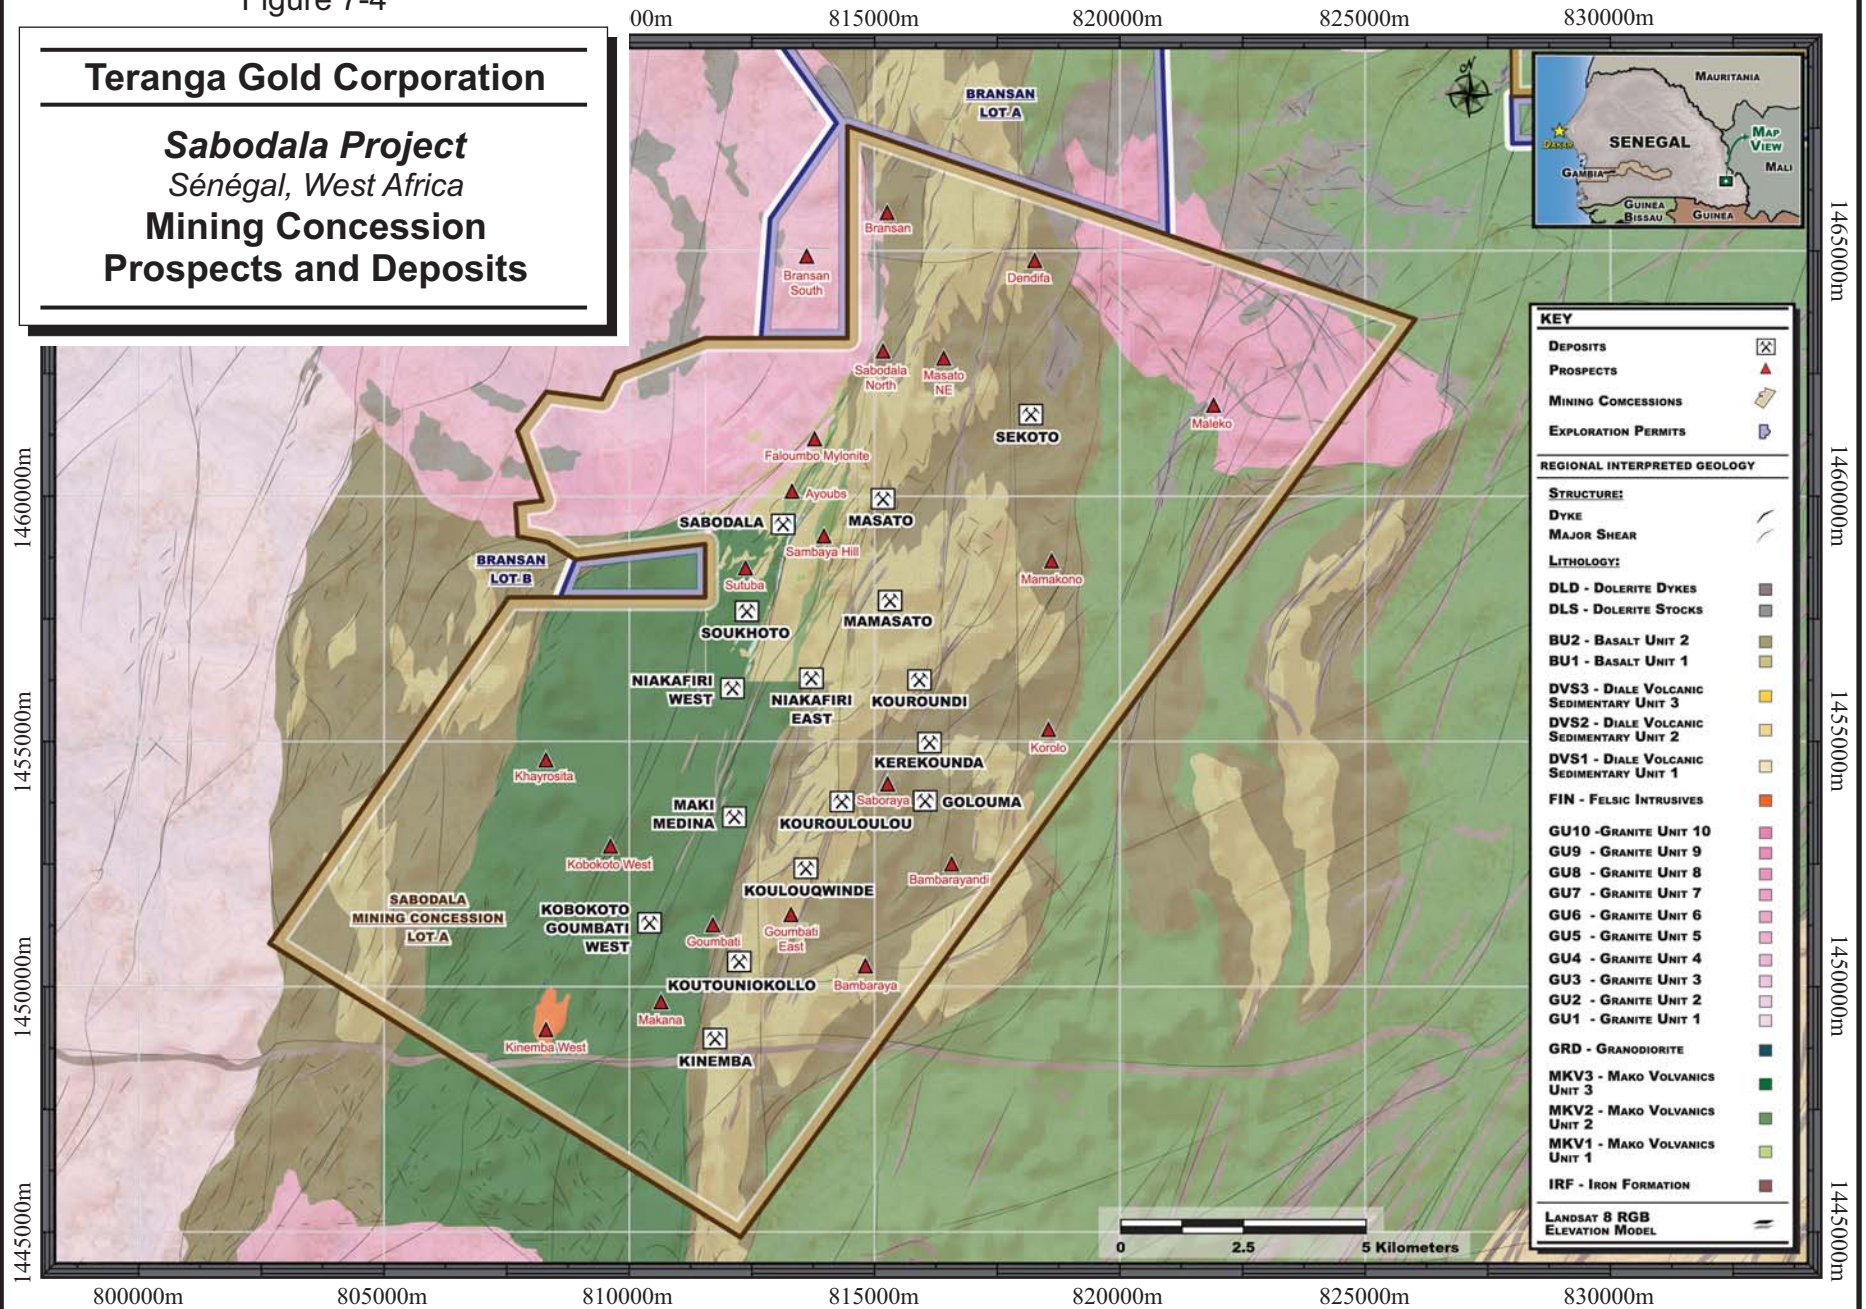 Figure 7-4
Teranga Gold Corporation
Sabodala Project
Sénégal, West Africa
Mining Concession
Prospects and Deposits
00m
815000m
820000m
825000m
830000m
BRANSAN
LOT A
N
MAURITANIA
SENEGAL
MAP
VIEW
MALI
DAKAR
GAMBIA
GUINEA
BISSAU
GUINEA
Bransan
Bransan
South
Dendifa
Sabodala
North
Masato
NE
Maleko
SEKOTO
Faloumbo Mylonite
Ayoubs
SABODALA
MASATO
Sambaya Hill
BRANSAN
LOT B
Sutuba
Mamakono
SOUKHOTO
MAMASATO
NIAKAFIRI
WEST
NIAKAFIRI
EAST
KOUROUNDI
Korolo
KEREKOUNDA
Khayrosita
Saboraya
GOLOUMA
MAKI
MEDINA
KOUROULOULOU
Kobokoto West
Bambarayandi
KOULOUQWINDE
SABODALA
MINING CONCESSION
LOT A
KOBOKOTO
GOUMBATI
WEST
Goumbati
Goumbati
East
KOUTOUNIOKOLLO
Bambaraya
Makana
Kinemba West
KINEMBA
KEY
DEPOSITS
PROSPECTS
MINING COMCESSIONS
EXPLORATION PERMITS
REGIONAL INTERPRETED GEOLOGY
STRUCTURE:
DYKE
MAJOR SHEAR
LITHOLOGY:
DLD - DOLERITE DYKES
DLS - DOLERITE STOCKS
BU2 - BASALT UNIT 2
BU1 - BASALT UNIT 1
DVS3 - DIALE VOLCANIC
SEDIMENTARY UNIT 3
DVS2 - DIALE VOLCANIC
SEDIMENTARY UNIT 2
DVS1 - DIALE VOLCANIC
SEDIMENTARY UNIT 1
FIN - FELSIC INTRUSIVES
GU10 -GRANITE UNIT 10
GU9 - GRANITE UNIT 9
GU8 - GRANITE UNIT 8
GU7 - GRANITE UNIT 7
GU6 - GRANITE UNIT 6
GU5 - GRANITE UNIT 5
GU4 - GRANITE UNIT 4
GU3 - GRANITE UNIT 3
GU2 - GRANITE UNIT 2
GU1 - GRANITE UNIT 1
GRD - GRANODIORITE
MKV3 - MAKO VOLCANICS
UNIT 3
MKV2 - MAKO VOLCANICS
UNIT 2
MKV1 - MAKO VOLCANICS
UNIT 1
IRF - IRON FORMATION
LANDSAT 8 RGB
ELEVATION MODEL
0 2.5 5 Kilometers
1460000m
1455000m
1450000m
1445000m
1465000m
1460000m
1455000m
1450000m
1445000m
800000m
805000m
810000m
815000m
820000m
825000m
830000m